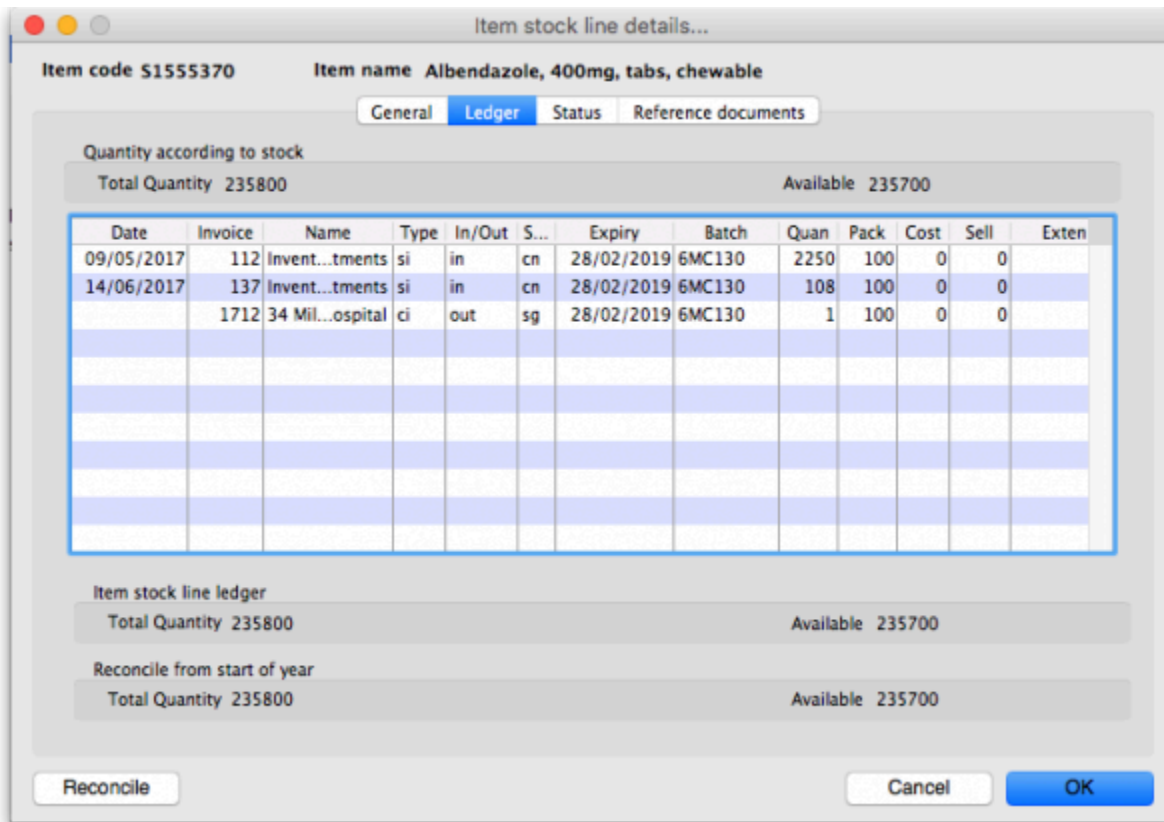 Item stock line details...
Item code S1555370 Item name Albendazole, 400mg, tabs, chewable
General Ledger Status Reference documents
Quantity according to stock
Total Quantity 235800 Available 235700
Date Invoice Name Type In/Out S... Expiry Batch Quan Pack Cost Sell Exten
09/05/2017 112 Invent...tments si in cn 28/02/2019 6MC130 2250 100 0 0
14/06/2017 137 Invent...tments si in cn 28/02/2019 6MC130 108 100 0 0
1712 34 Mil...ospital ci out sg 28/02/2019 6MC130 1 100 0 0
Item stock line ledger
Total Quantity 235800 Available 235700
Reconcile from start of year
Total Quantity 235800 Available 235700
Reconcile Cancel OK